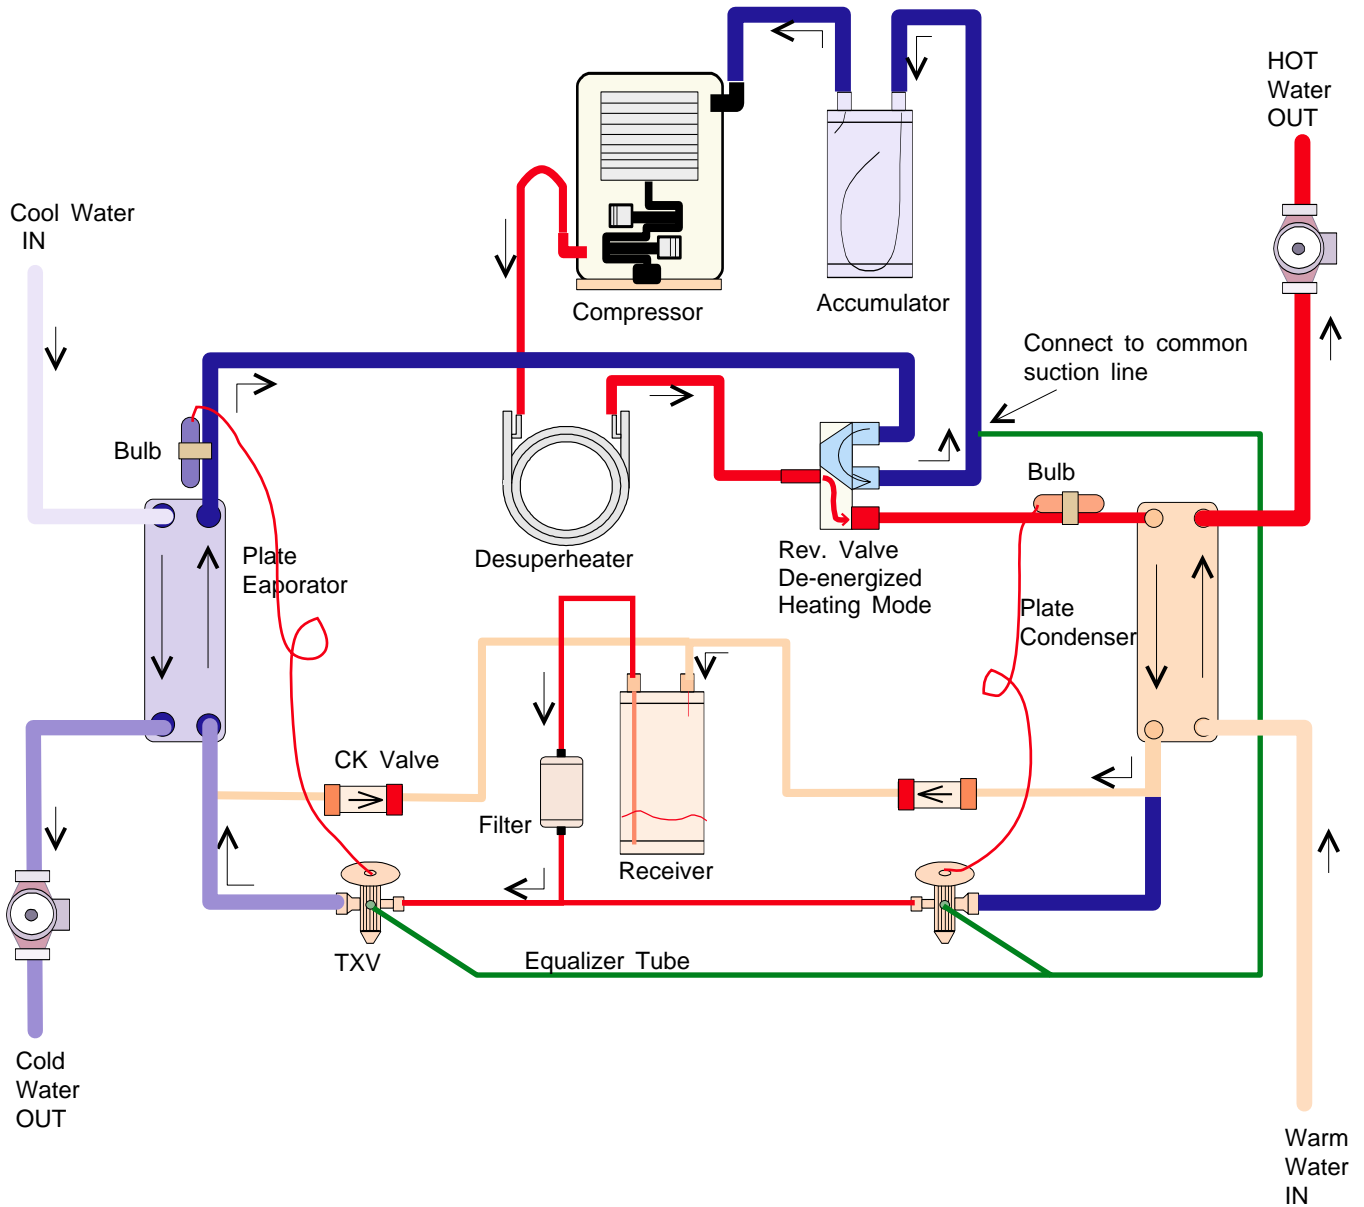 HOT
Water
OUT
Cool Water
IN
Compressor
Accumulator
Connect to common
suction line
Bulb
Bulb
Plate
Eaporator
Desuperheater
Rev. Valve
De-energized
Heating Mode
Plate
Condenser
CK Valve
Filter
Receiver
TXV
Equalizer Tube
Cold
Water
OUT
Warm
Water
IN